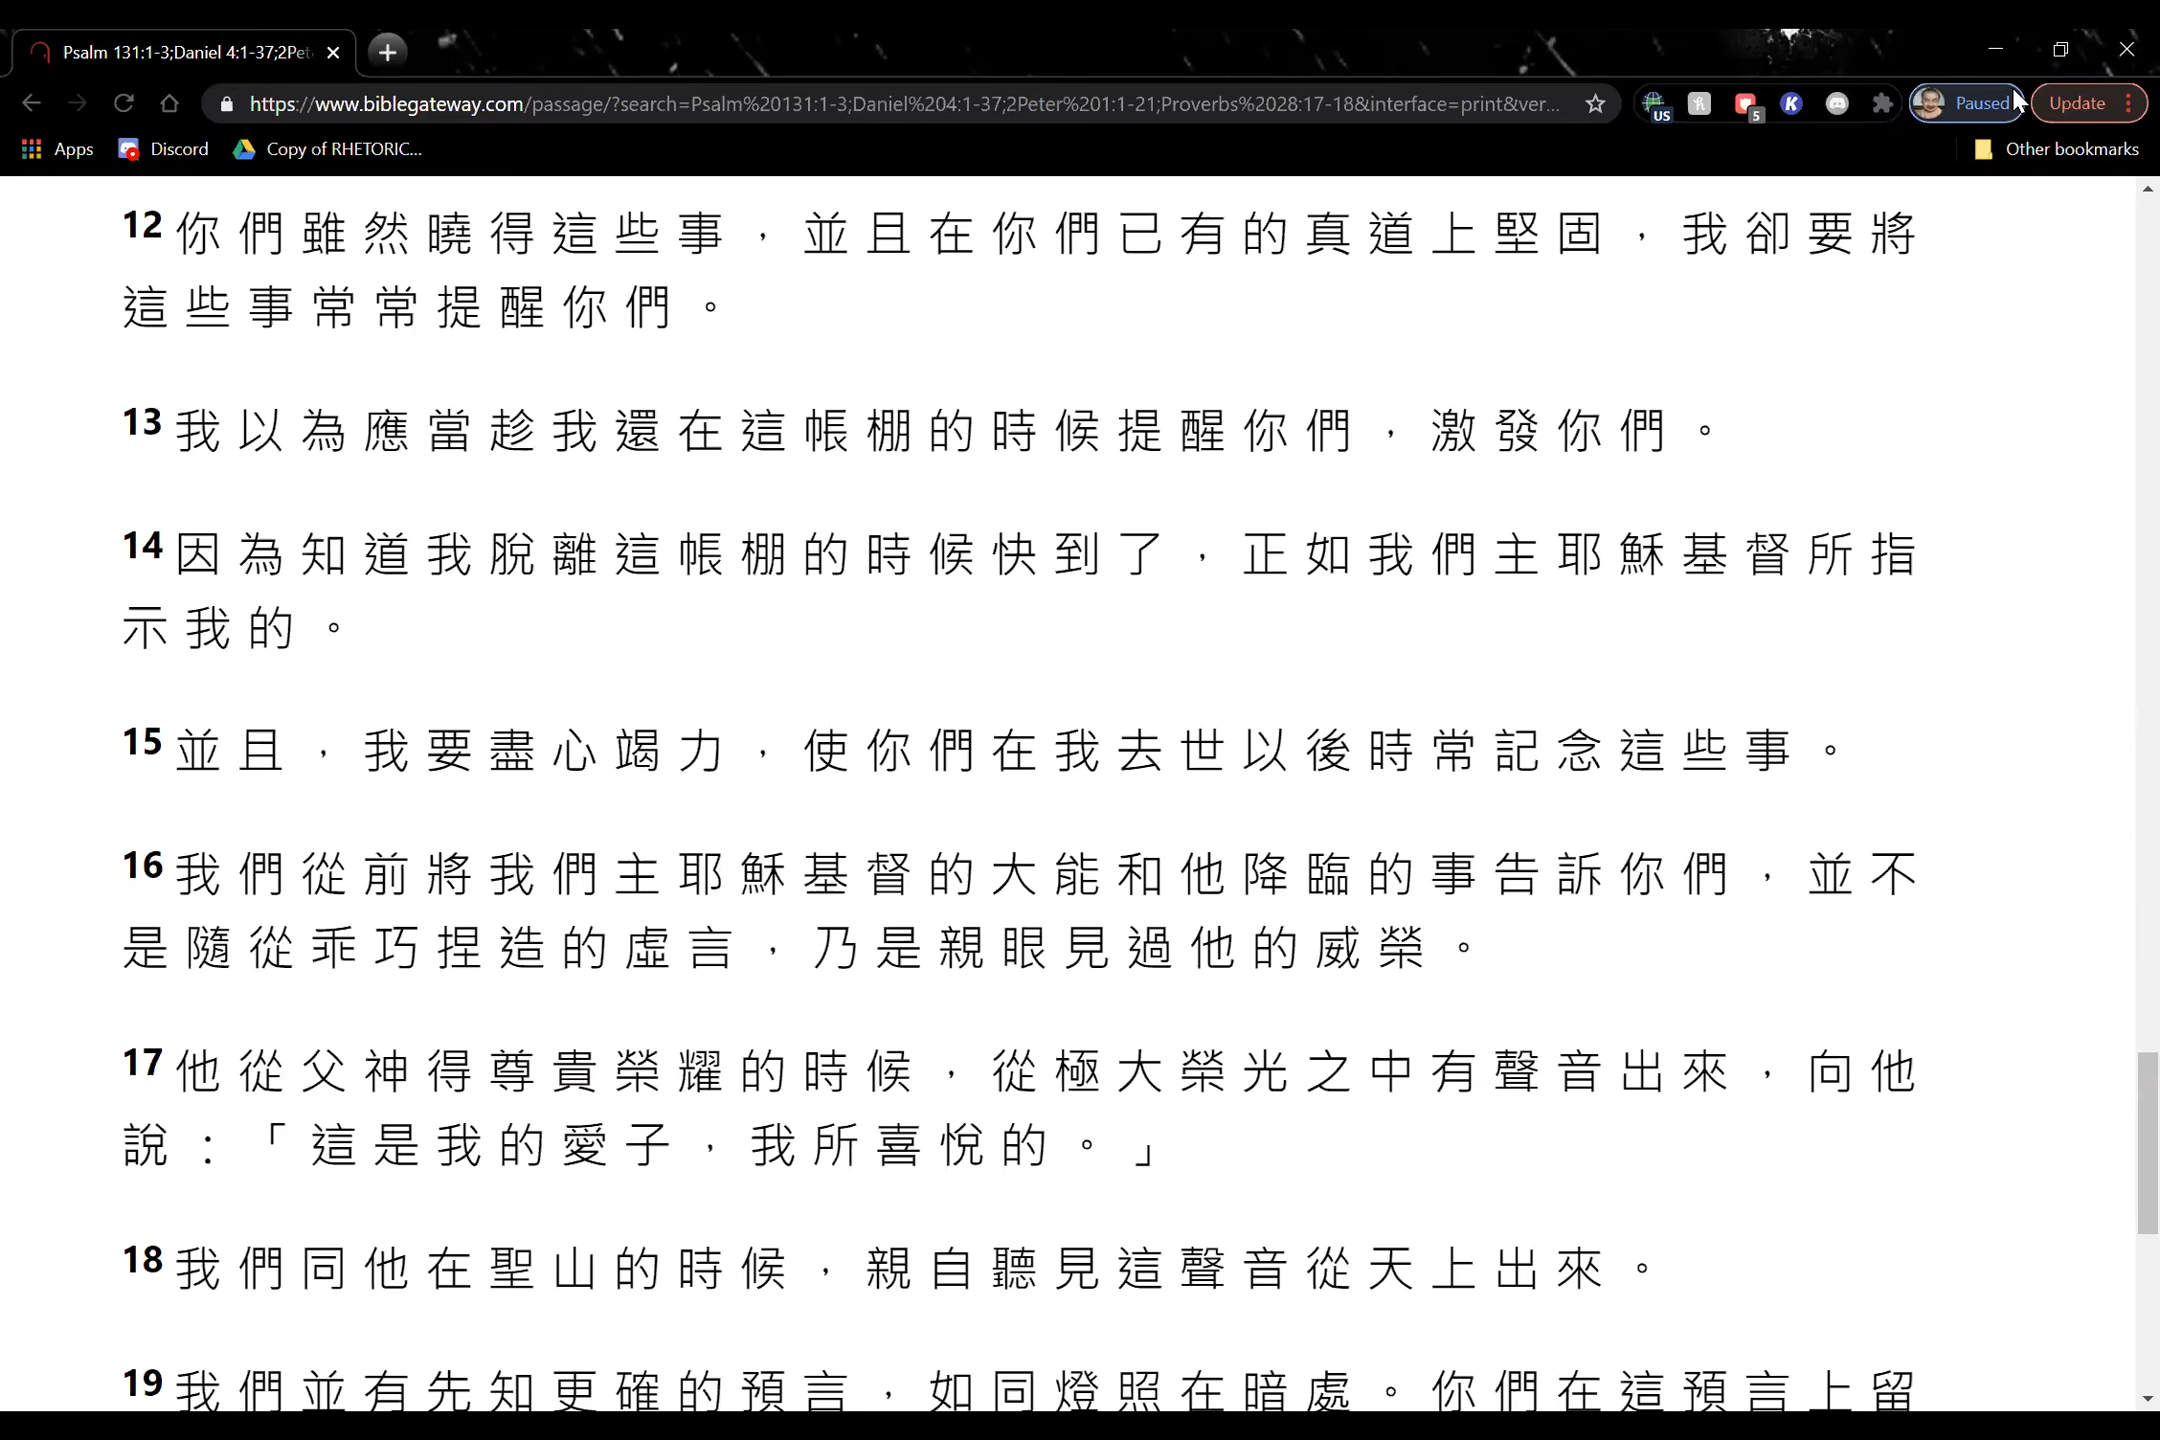 Psalm 131:1-3;Daniel 4:1-37;2Pet
https://www.biblegateway.com/passage/?search=Psalm%20131:1-3;Daniel%204:1-37;2Peter%201:1-21;Proverbs%2028:17-18&interface=print&ver...
US
5
K
Paused
Update
Apps
Discord
Copy of RHETORIC...
Other bookmarks
12 你們雖然曉得這些事，並且在你們已有的真道上堅固，我卻要將
這些事常常提醒你們。
13 我以為應當趁我還在這帳棚的時候提醒你們，激發你們。
14 因為知道我脫離這帳棚的時候快到了，正如我們主耶穌基督所指
示我的。
15 並且，我要盡心竭力，使你們在我去世以後時常記念這些事。
16 我們從前將我們主耶穌基督的大能和他降臨的事告訴你們，並不
是隨從乖巧捏造的虛言，乃是親眼見過他的威榮。
17 他從父神得尊貴榮耀的時候，從極大榮光之中有聲音出來，向他
說：「這是我的愛子，我所喜悅的。」
18 我們同他在聖山的時候，親自聽見這聲音從天上出來。
19 我們並有先知更確的預言，如同燈照在暗處。你們在這預言上留